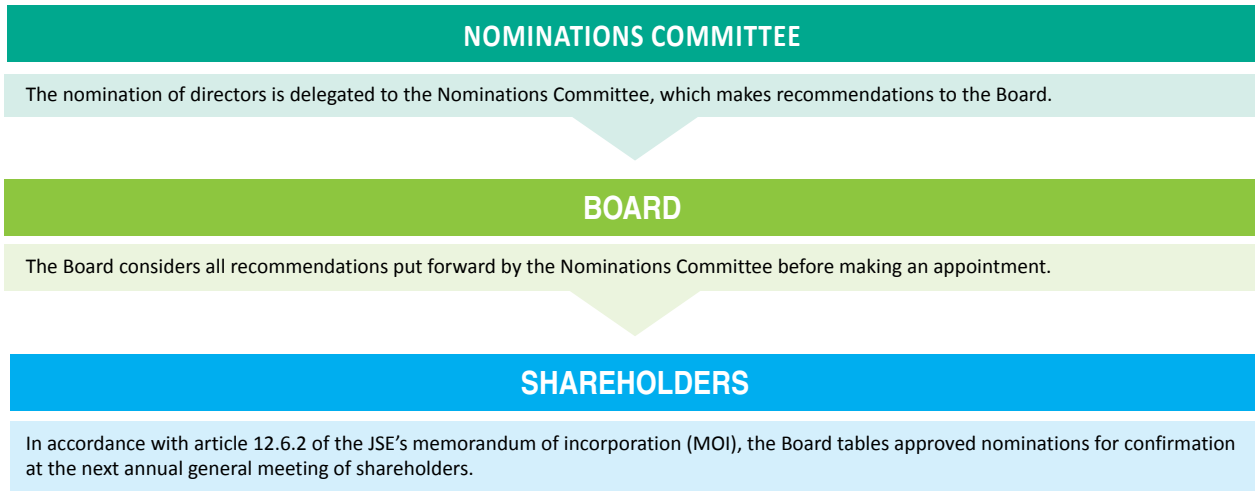 NOMINATIONS COMMITTEE
The nomination of directors is delegated to the Nominations Committee, which makes recommendations to the Board.
BOARD
The Board considers all recommendations put forward by the Nominations Committee before making an appointment.
SHAREHOLDERS
In accordance with article 12.6.2 of the JSE’s memorandum of incorporation (MOI), the Board tables approved nominations for confirmation
at the next annual general meeting of shareholders.